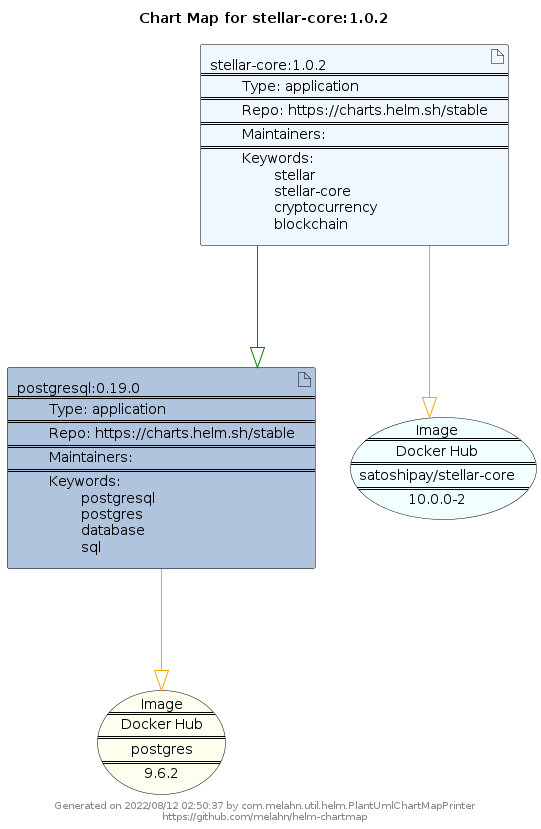 Chart Map for stellar-core:1.0.2
stellar-core:1.0.2
Type: application
Repo: https://charts.helm.sh/stable
Maintainers:
Keywords:
stellar
stellar-core
cryptocurrency
blockchain
postgresql:0.19.0
Type: application
Repo: https://charts.helm.sh/stable
Maintainers:
Keywords:
postgresql
postgres
database
sql
Image
Docker Hub
satoshipay/stellar-core
10.0.0-2
Image
Docker Hub
postgres
9.6.2
Generated on 2022/08/12 02:50:37 by com.melahn.util.helm.PlantUmlChartMapPrinter
https://github.com/melahn/helm-chartmap